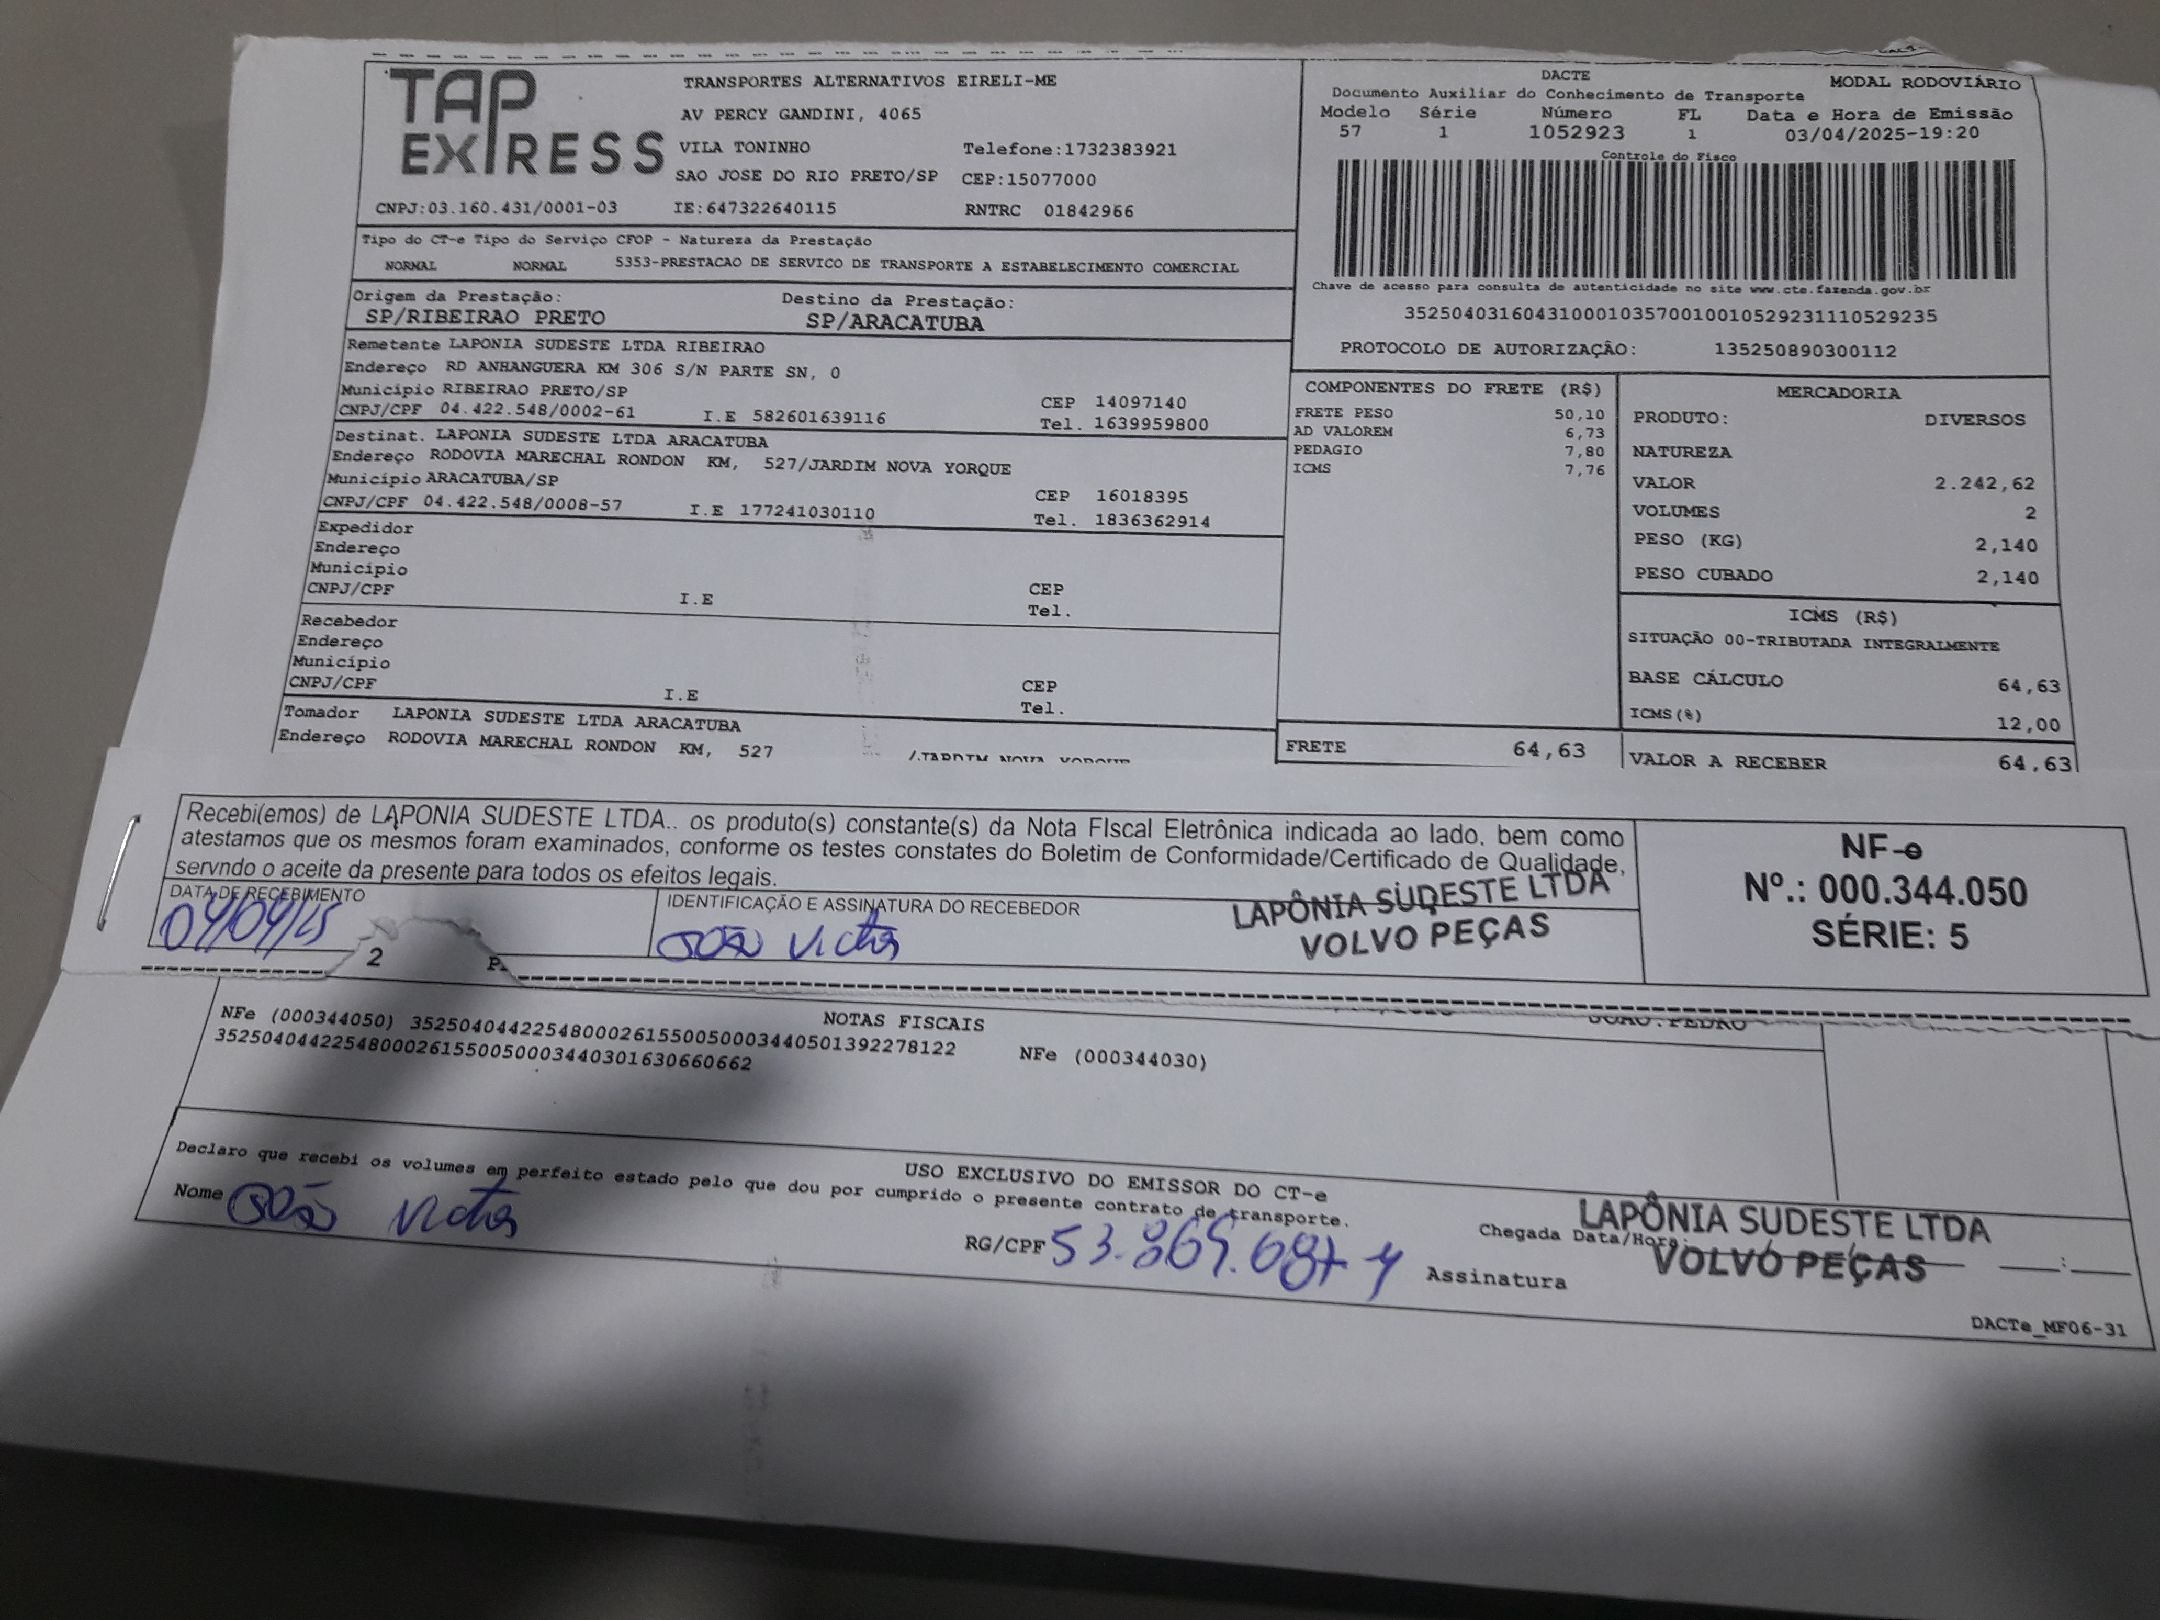 TAP
EXPRESS
TRANSPORTES ALTERNATIVOS EIRELI-ME
AV PERCY GANDINI, 4065
VILA TONINHO Telefone:1732383921
SAO JOSE DO RIO PRETO/SP CEP:15077000
CNPJ:03.160.431/0001-03 IE:647322640115 RNTRC 01842966
DACTE MODAL RODOVIÁRIO
Documento Auxiliar do Conhecimento de Transporte
Modelo Série Número FL Data e Hora de Emissão
57 1 1052923 1 03/04/2025-19:20
Controle do Fisco
Chave de acesso para consulta de autenticidade no site www.cte.fazenda.gov.br
35250403160431000103570010010529231110529235
PROTOCOLO DE AUTORIZAÇÃO: 135250890300112
Tipo do CT-e Tipo do Serviço CFOP - Natureza da Prestação
NORMAL NORMAL 5353-PRESTACAO DE SERVICO DE TRANSPORTE A ESTABELECIMENTO COMERCIAL
Origem da Prestação: Destino da Prestação:
SP/RIBEIRAO PRETO SP/ARACATUBA
Remetente LAPONIA SUDESTE LTDA RIBEIRAO
Endereço RD ANHANGUERA KM 306 S/N PARTE SN, 0
Município RIBEIRAO PRETO/SP CEP 14097140
CNPJ/CPF 04.422.548/0002-61 I.E 582601639116 Tel. 1639959800
Destinat. LAPONIA SUDESTE LTDA ARACATUBA
Endereço RODOVIA MARECHAL RONDON KM, 527/JARDIM NOVA YORQUE
Município ARACATUBA/SP CEP 16018395
CNPJ/CPF 04.422.548/0008-57 I.E 177241030110 Tel. 1836362914
Expedidor
Endereço
Município CEP
CNPJ/CPF I.E Tel.
Recebedor
Endereço
Município CEP
CNPJ/CPF I.E Tel.
Tomador LAPONIA SUDESTE LTDA ARACATUBA
Endereço RODOVIA MARECHAL RONDON KM, 527 /JARDIM NOVA YORQUE
COMPONENTES DO FRETE (R$)
FRETE PESO 50,10
AD VALOREM 6,73
PEDAGIO 7,80
ICMS 7,76
FRETE 64,63
MERCADORIA
PRODUTO: DIVERSOS
NATUREZA
VALOR 2.242,62
VOLUMES 2
PESO (KG) 2,140
PESO CUBADO 2,140
ICMS (R$)
SITUAÇÃO 00-TRIBUTADA INTEGRALMENTE
BASE CÁLCULO 64,63
ICMS(%) 12,00
VALOR A RECEBER 64,63
Recebi(emos) de LAPONIA SUDESTE LTDA.. os produto(s) constante(s) da Nota FIscal Eletrônica indicada ao lado, bem como
atestamos que os mesmos foram examinados, conforme os testes constates do Boletim de Conformidade/Certificado de Qualidade,
servndo o aceite da presente para todos os efeitos legais.
DATA DE RECEBIMENTO IDENTIFICAÇÃO E ASSINATURA DO RECEBEDOR
04/04/25 João Victor
LAPÔNIA SUDESTE LTDA
VOLVO PEÇAS
NF-e
Nº.: 000.344.050
SÉRIE: 5
2
JOAO.PEDRO
NOTAS FISCAIS
NFe (000344050) 35250404422548000261550050003440501392278122 NFe (000344030)
35250404422548000261550050003440301630660662
USO EXCLUSIVO DO EMISSOR DO CT-e
Declaro que recebi os volumes em perfeito estado pelo que dou por cumprido o presente contrato de transporte.
Nome João Victor RG/CPF Chegada Data/Hora:
LAPÔNIA SUDESTE LTDA
VOLVO PEÇAS
Assinatura
DACTe_MF06-31